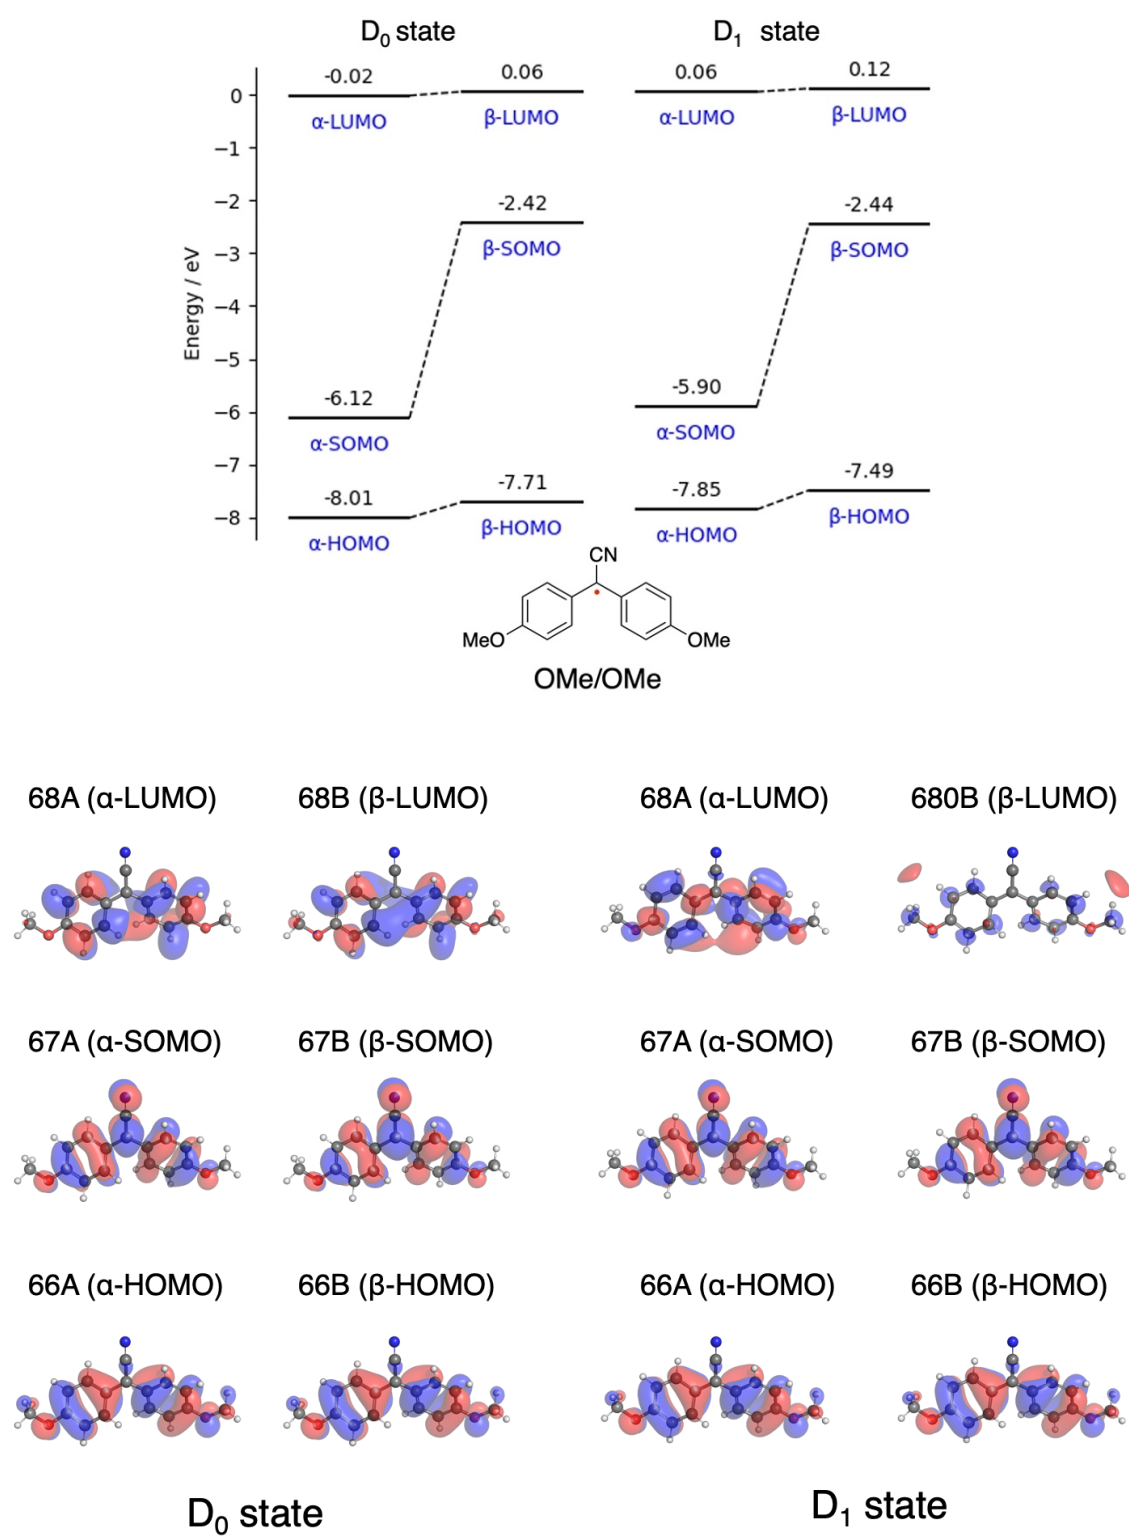 D₀ state D₁ state
-0.02 0.06 0.06 0.12
0
α-LUMO β-LUMO α-LUMO β-LUMO
−1
−2
-2.42 -2.44
β-SOMO β-SOMO
−3
Energy / eV
−4
−5
-6.12 -5.90
−6
α-SOMO α-SOMO
−7
-8.01 -7.71 -7.85 -7.49
−8
α-HOMO β-HOMO α-HOMO β-HOMO
CN
MeO OMe
OMe/OMe
68A (α-LUMO) 68B (β-LUMO) 68A (α-LUMO) 680B (β-LUMO)
67A (α-SOMO) 67B (β-SOMO) 67A (α-SOMO) 67B (β-SOMO)
66A (α-HOMO) 66B (β-HOMO) 66A (α-HOMO) 66B (β-HOMO)
D₀ state D₁ state